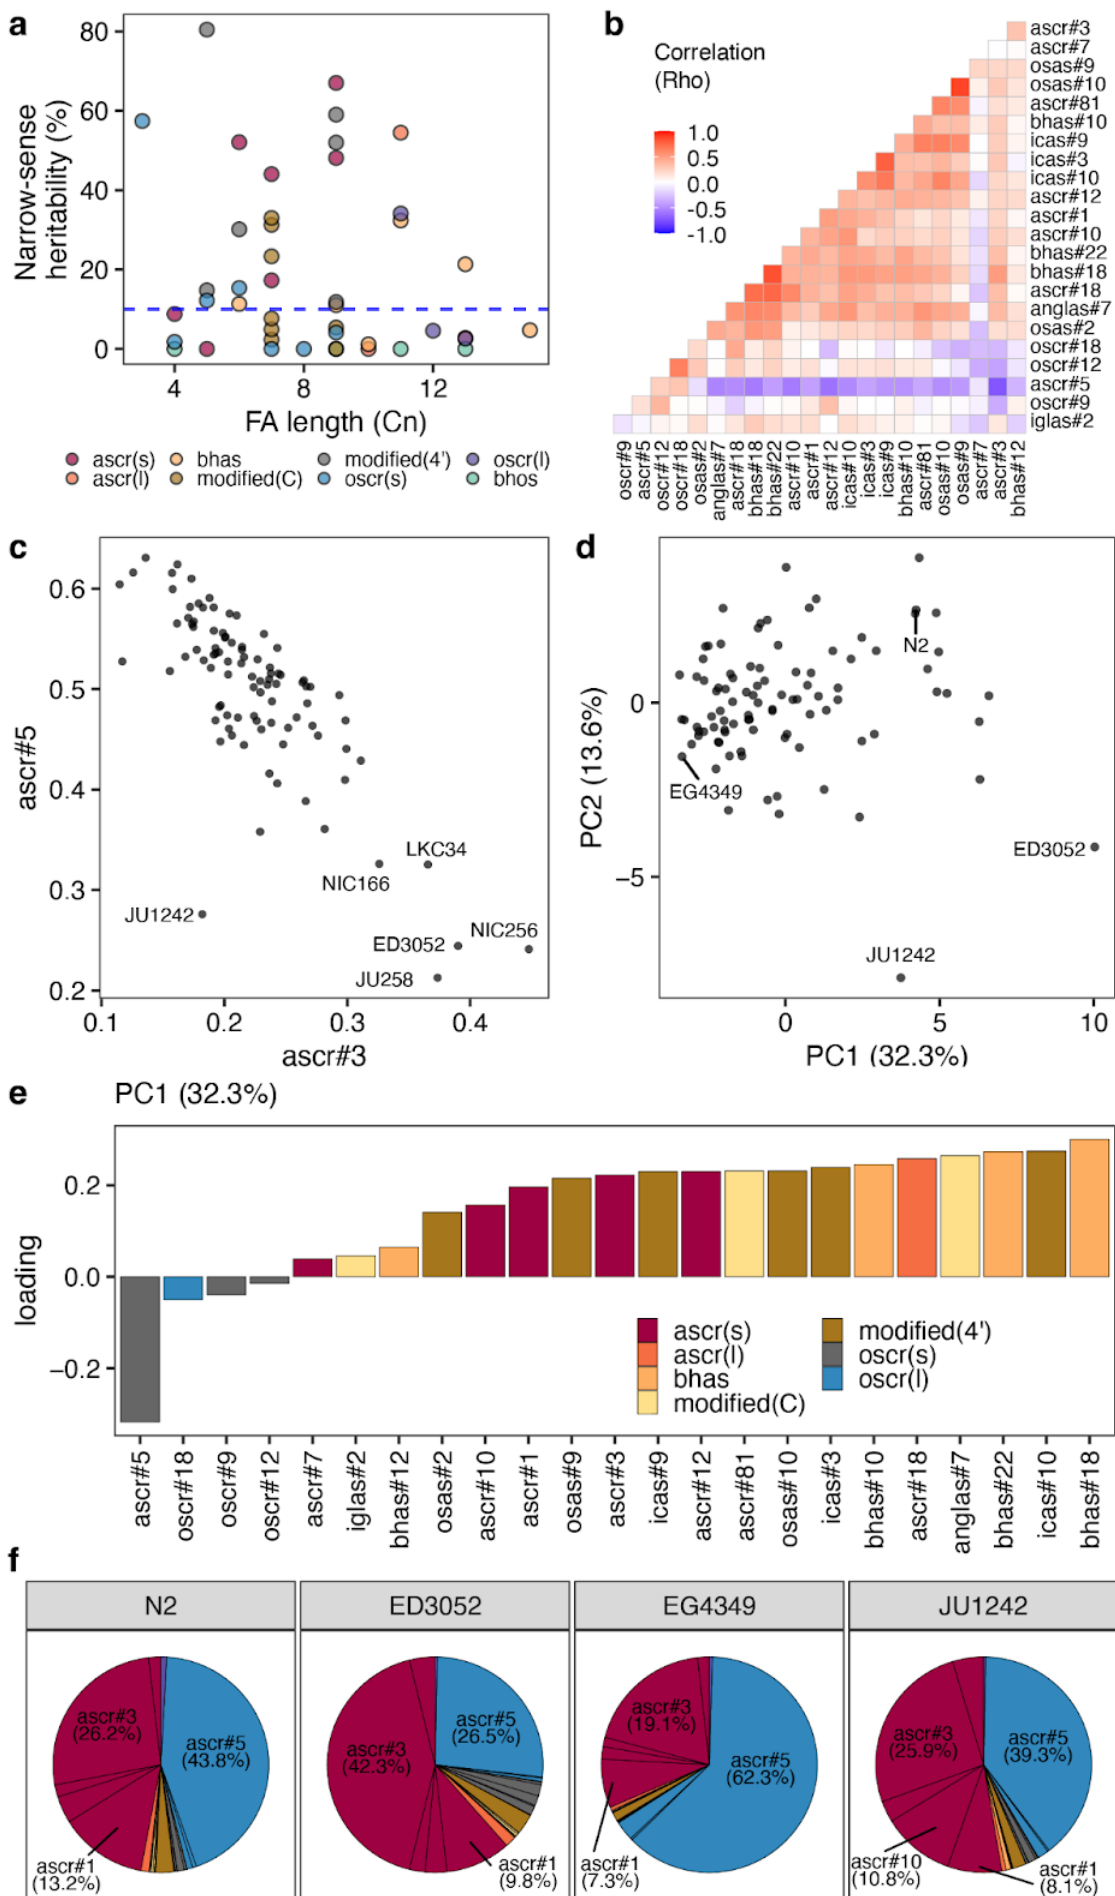 a
Narrow-sense
heritability (%)
80
60
40
20
0
4
8
12
FA length (Cn)
ascr(s)
bhas
modified(4')
oscr(l)
ascr(l)
modified(C)
oscr(s)
bhos
b
Correlation
(Rho)
1.0
0.5
0.0
-0.5
-1.0
ascr#3
ascr#7
osas#9
osas#10
ascr#81
bhas#10
icas#9
icas#3
icas#10
ascr#12
ascr#1
ascr#10
bhas#22
bhas#18
ascr#18
anglas#7
osas#2
oscr#18
oscr#12
ascr#5
oscr#9
iglas#2
oscr#9
ascr#5
oscr#12
oscr#18
osas#2
anglas#7
ascr#18
bhas#18
bhas#22
ascr#10
ascr#1
ascr#12
icas#10
icas#3
icas#9
bhas#10
ascr#81
osas#10
osas#9
ascr#7
ascr#3
bhas#12
c
ascr#5
0.6
0.5
0.4
0.3
0.2
LKC34
NIC166
JU1242
NIC256
ED3052
JU258
0.1
0.2
0.3
0.4
ascr#3
d
PC2 (13.6%)
0
−5
N2
EG4349
ED3052
JU1242
0
5
10
PC1 (32.3%)
e
PC1 (32.3%)
loading
0.2
0.0
−0.2
ascr(s)
ascr(l)
bhas
modified(C)
modified(4')
oscr(s)
oscr(l)
ascr#5
oscr#18
oscr#9
oscr#12
ascr#7
iglas#2
bhas#12
osas#2
ascr#10
ascr#1
osas#9
ascr#3
icas#9
ascr#12
ascr#81
osas#10
icas#3
bhas#10
ascr#18
anglas#7
bhas#22
icas#10
bhas#18
f
N2
ascr#3
(26.2%)
ascr#5
(43.8%)
ascr#1
(13.2%)
ED3052
ascr#5
(26.5%)
ascr#3
(42.3%)
ascr#1
(9.8%)
EG4349
ascr#3
(19.1%)
ascr#5
(62.3%)
ascr#1
(7.3%)
JU1242
ascr#3
(25.9%)
ascr#5
(39.3%)
ascr#10
(10.8%)
ascr#1
(8.1%)